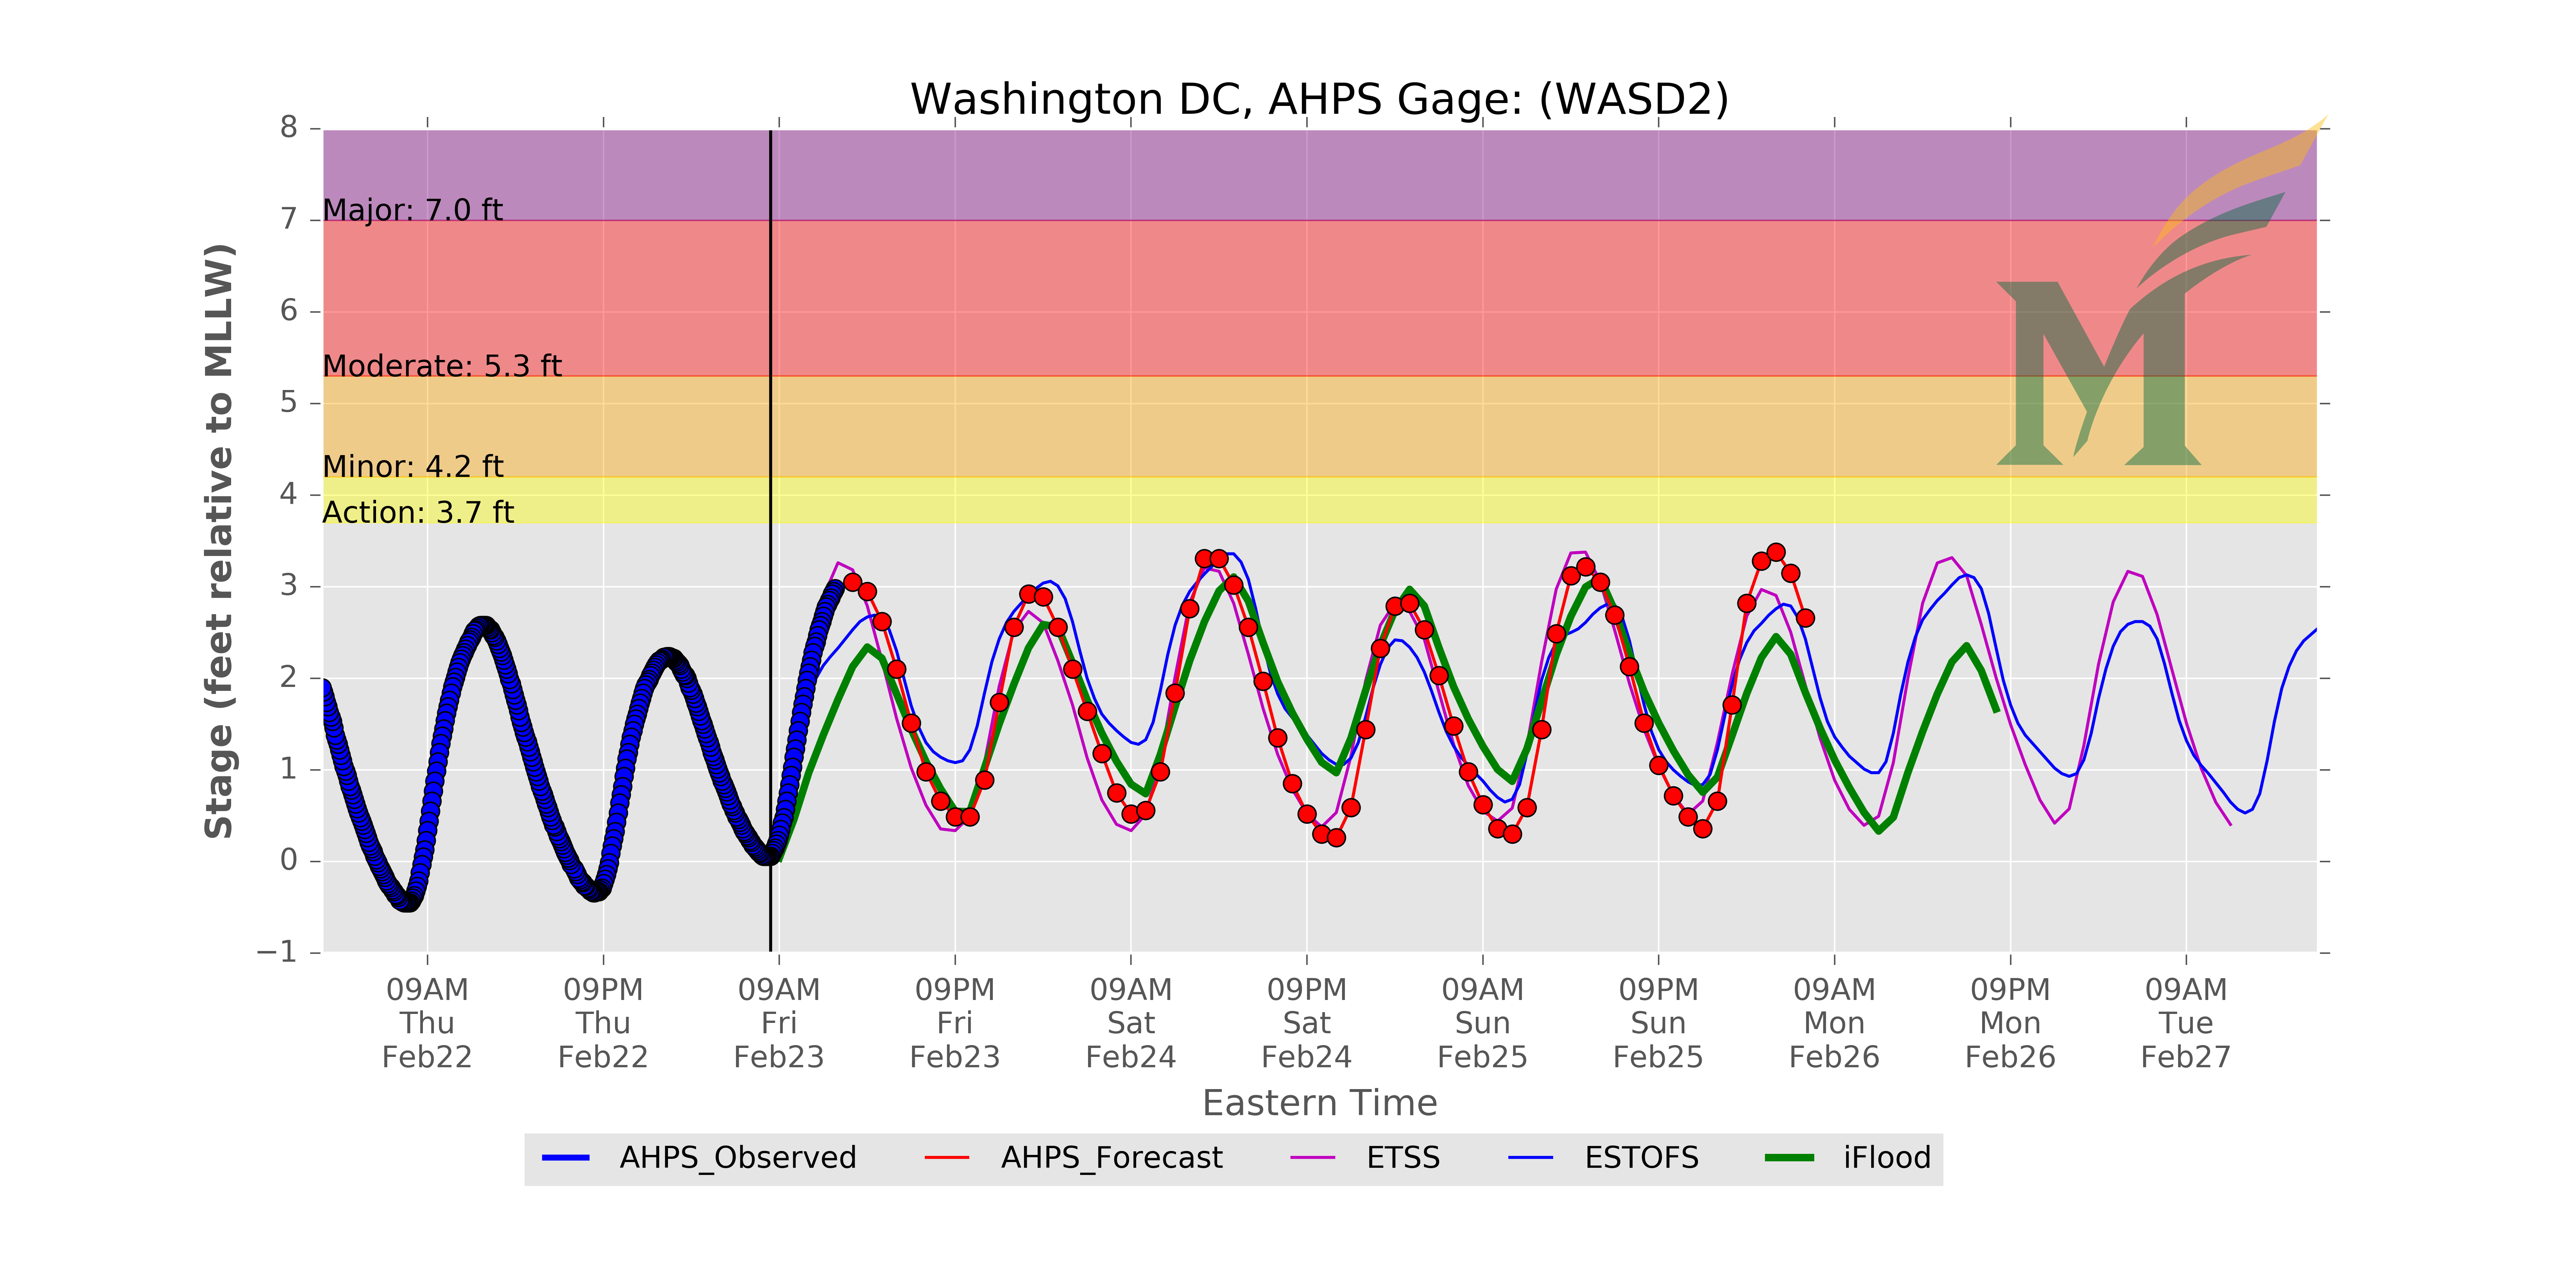 Washington DC, AHPS Gage: (WASD2)
Stage (feet relative to MLLW)
8
7
6
5
4
3
2
1
0
−1
Major: 7.0 ft
Moderate: 5.3 ft
Minor: 4.2 ft
Action: 3.7 ft
M
09AM 09PM 09AM 09PM 09AM 09PM 09AM 09PM 09AM 09PM 09AM
Thu Thu Fri Fri Sat Sat Sun Sun Mon Mon Tue
Feb22 Feb22 Feb23 Feb23 Feb24 Feb24 Feb25 Feb25 Feb26 Feb26 Feb27
Eastern Time
AHPS_Observed AHPS_Forecast ETSS ESTOFS iFlood